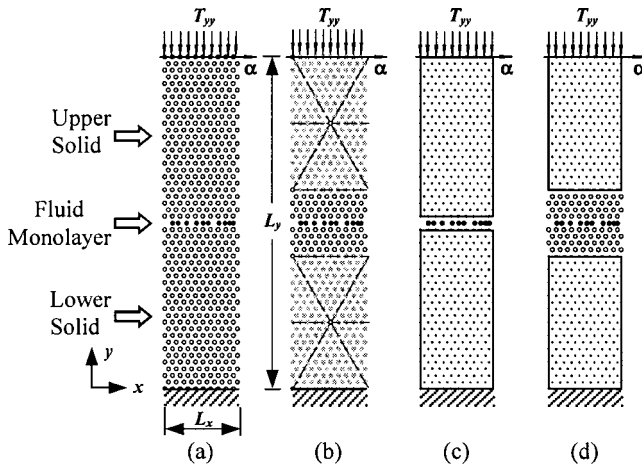 T_yy T_yy T_yy T_yy
α α α α
Upper
Solid
Fluid
Monolayer
L_y
Lower
Solid
y
x
L_x
(a) (b) (c) (d)